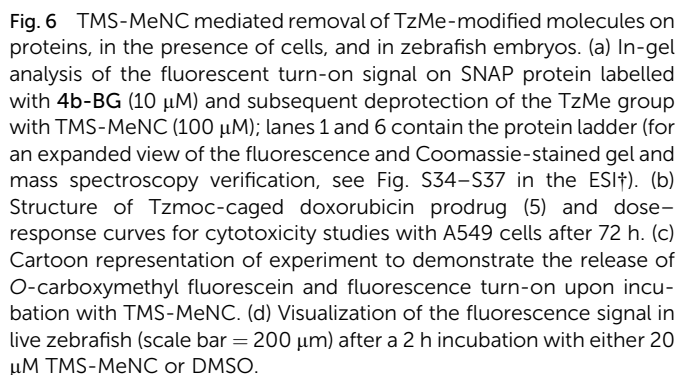 Fig. 6 TMS-MeNC mediated removal of TzMe-modified molecules on
proteins, in the presence of cells, and in zebrafish embryos. (a) In-gel
analysis of the fluorescent turn-on signal on SNAP protein labelled
with 4b-BG (10 μM) and subsequent deprotection of the TzMe group
with TMS-MeNC (100 μM); lanes 1 and 6 contain the protein ladder (for
an expanded view of the fluorescence and Coomassie-stained gel and
mass spectroscopy verification, see Fig. S34–S37 in the ESI†). (b)
Structure of Tzmoc-caged doxorubicin prodrug (5) and dose–
response curves for cytotoxicity studies with A549 cells after 72 h. (c)
Cartoon representation of experiment to demonstrate the release of
O-carboxymethyl fluorescein and fluorescence turn-on upon incu-
bation with TMS-MeNC. (d) Visualization of the fluorescence signal in
live zebrafish (scale bar = 200 μm) after a 2 h incubation with either 20
μM TMS-MeNC or DMSO.